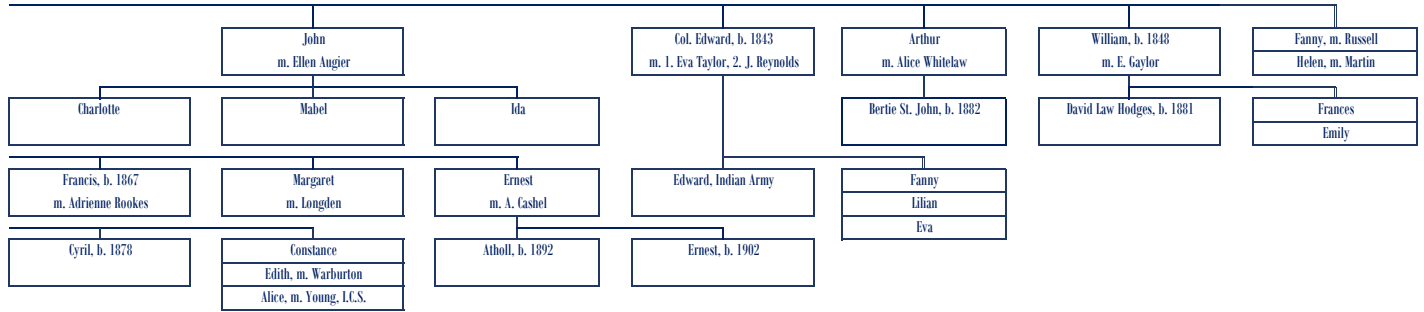 John
m. Ellen Augier
Col. Edward, b. 1843
m. 1. Eva Taylor, 2. J. Reynolds
Arthur
m. Alice Whitelaw
William, b. 1848
m. E. Gaylor
Fanny, m. Russell
Helen, m. Martin
Charlotte
Mabel
Ida
Bertie St. John, b. 1882
David Law Hodges, b. 1881
Frances
Emily
Francis, b. 1867
m. Adrienne Rookes
Margaret
m. Longden
Ernest
m. A. Cashel
Edward, Indian Army
Fanny
Lilian
Eva
Cyril, b. 1878
Constance
Edith, m. Warburton
Alice, m. Young, I.C.S.
Atholl, b. 1892
Ernest, b. 1902